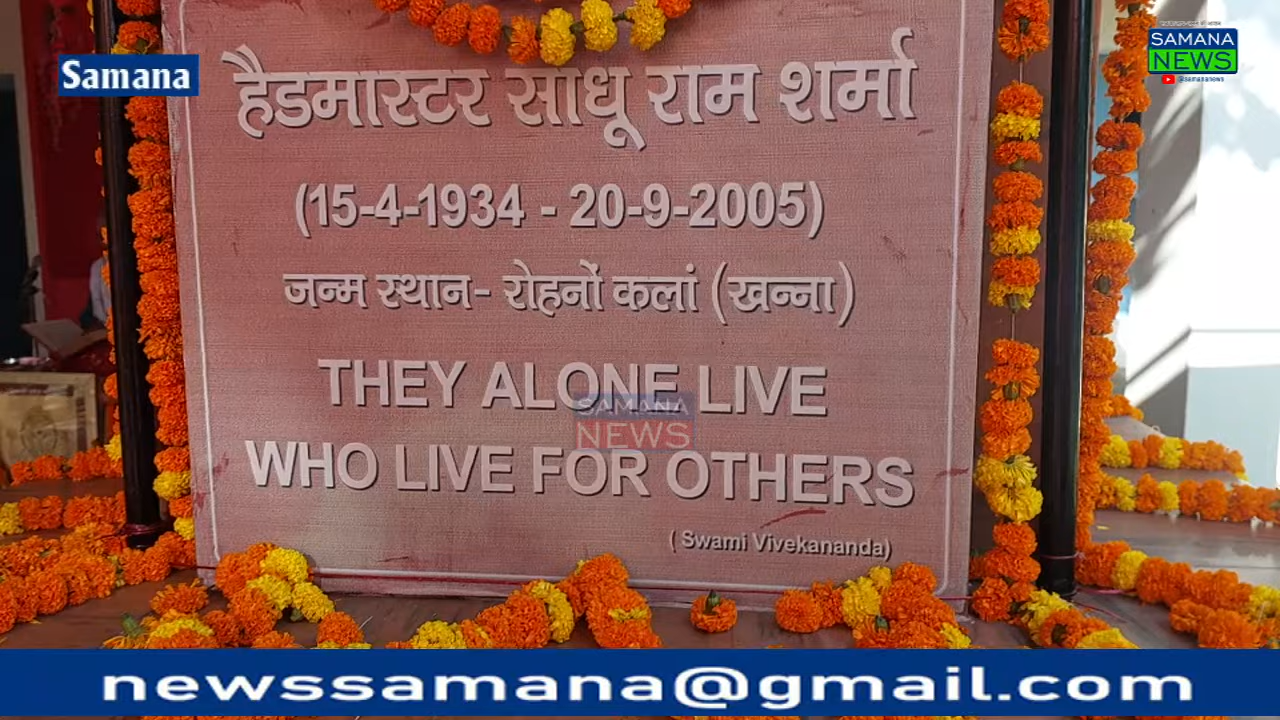 Samana
SAMANA
NEWS
@samananews
हैडमास्टर साधू राम शर्मा
(15-4-1934 - 20-9-2005)
जन्म स्थान- रोहनों कलां (खन्ना)
THEY ALONE LIVE
SAMANA
NEWS
WHO LIVE FOR OTHERS
( Swami Vivekananda)
newssamana@gmail.com